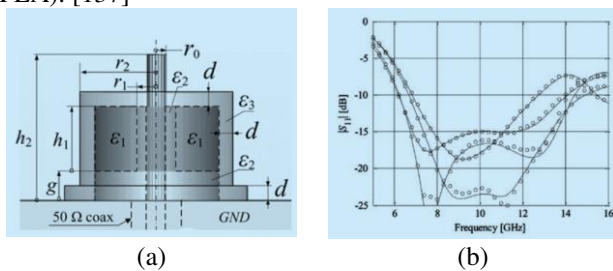 [157]
r₀
r₂
r₁
ε₂
d
ε₃
h₂
h₁
ε₁
ε₁
d
ε₂
g
d
50 Ω coax
GND
|S₁₁| [dB]
0
-5
-10
-15
-20
-25
6
8
10
12
14
16
Frequency [GHz]
(a)
(b)